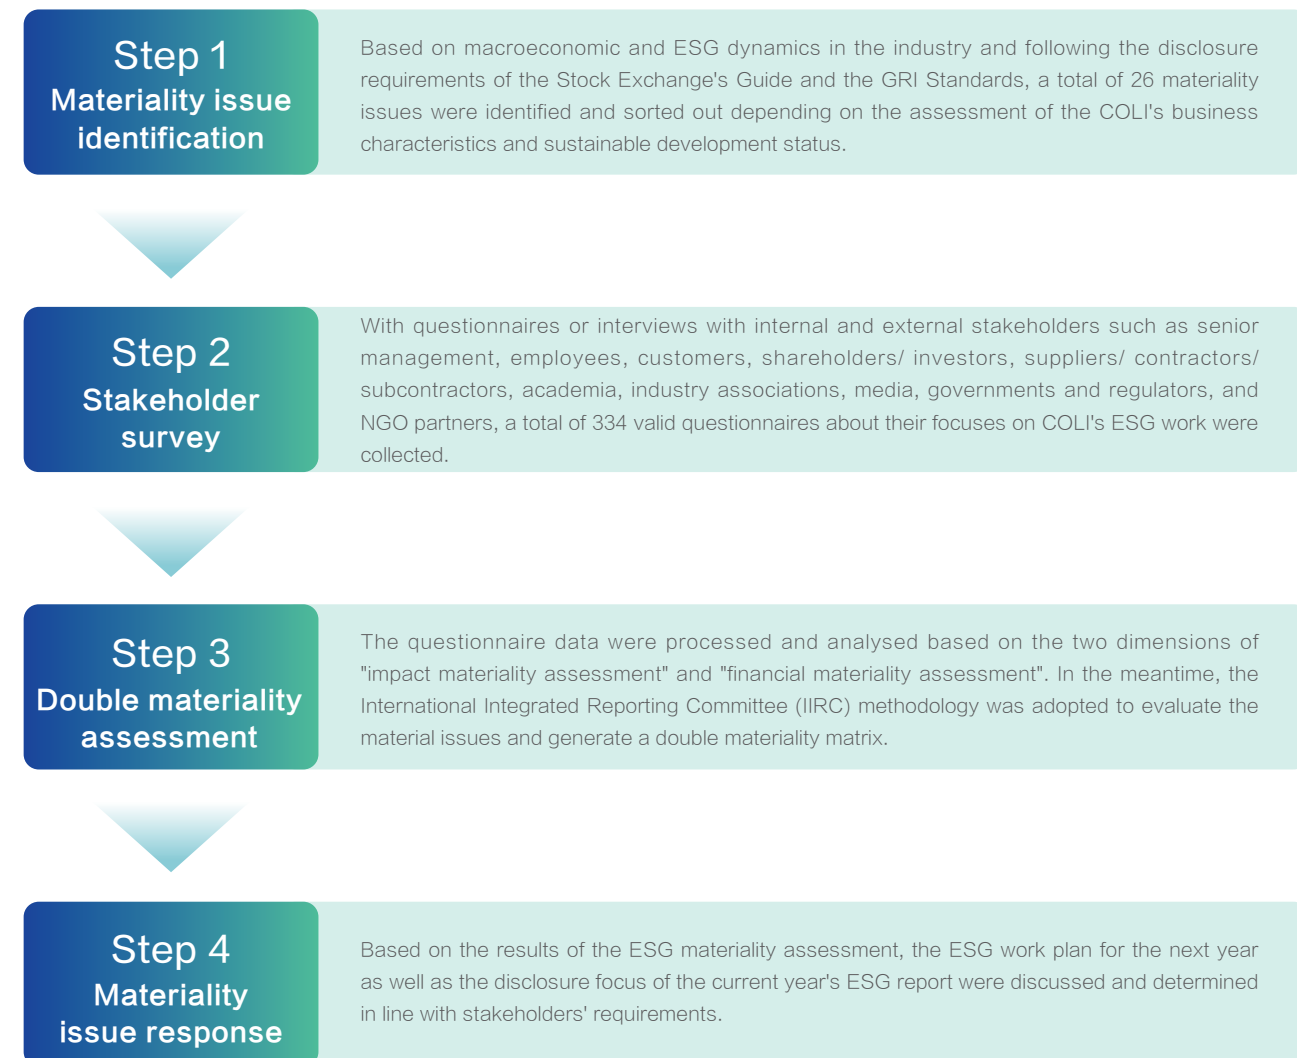 Step 1
Materiality issue
identification
Based on macroeconomic and ESG dynamics in the industry and following the disclosure
requirements of the Stock Exchange's Guide and the GRI Standards, a total of 26 materiality
issues were identified and sorted out depending on the assessment of the COLI's business
characteristics and sustainable development status.
Step 2
Stakeholder
survey
With questionnaires or interviews with internal and external stakeholders such as senior
management, employees, customers, shareholders/ investors, suppliers/ contractors/
subcontractors, academia, industry associations, media, governments and regulators, and
NGO partners, a total of 334 valid questionnaires about their focuses on COLI's ESG work were
collected.
Step 3
Double materiality
assessment
The questionnaire data were processed and analysed based on the two dimensions of
"impact materiality assessment" and "financial materiality assessment". In the meantime, the
International Integrated Reporting Committee (IIRC) methodology was adopted to evaluate the
material issues and generate a double materiality matrix.
Step 4
Materiality
issue response
Based on the results of the ESG materiality assessment, the ESG work plan for the next year
as well as the disclosure focus of the current year's ESG report were discussed and determined
in line with stakeholders' requirements.